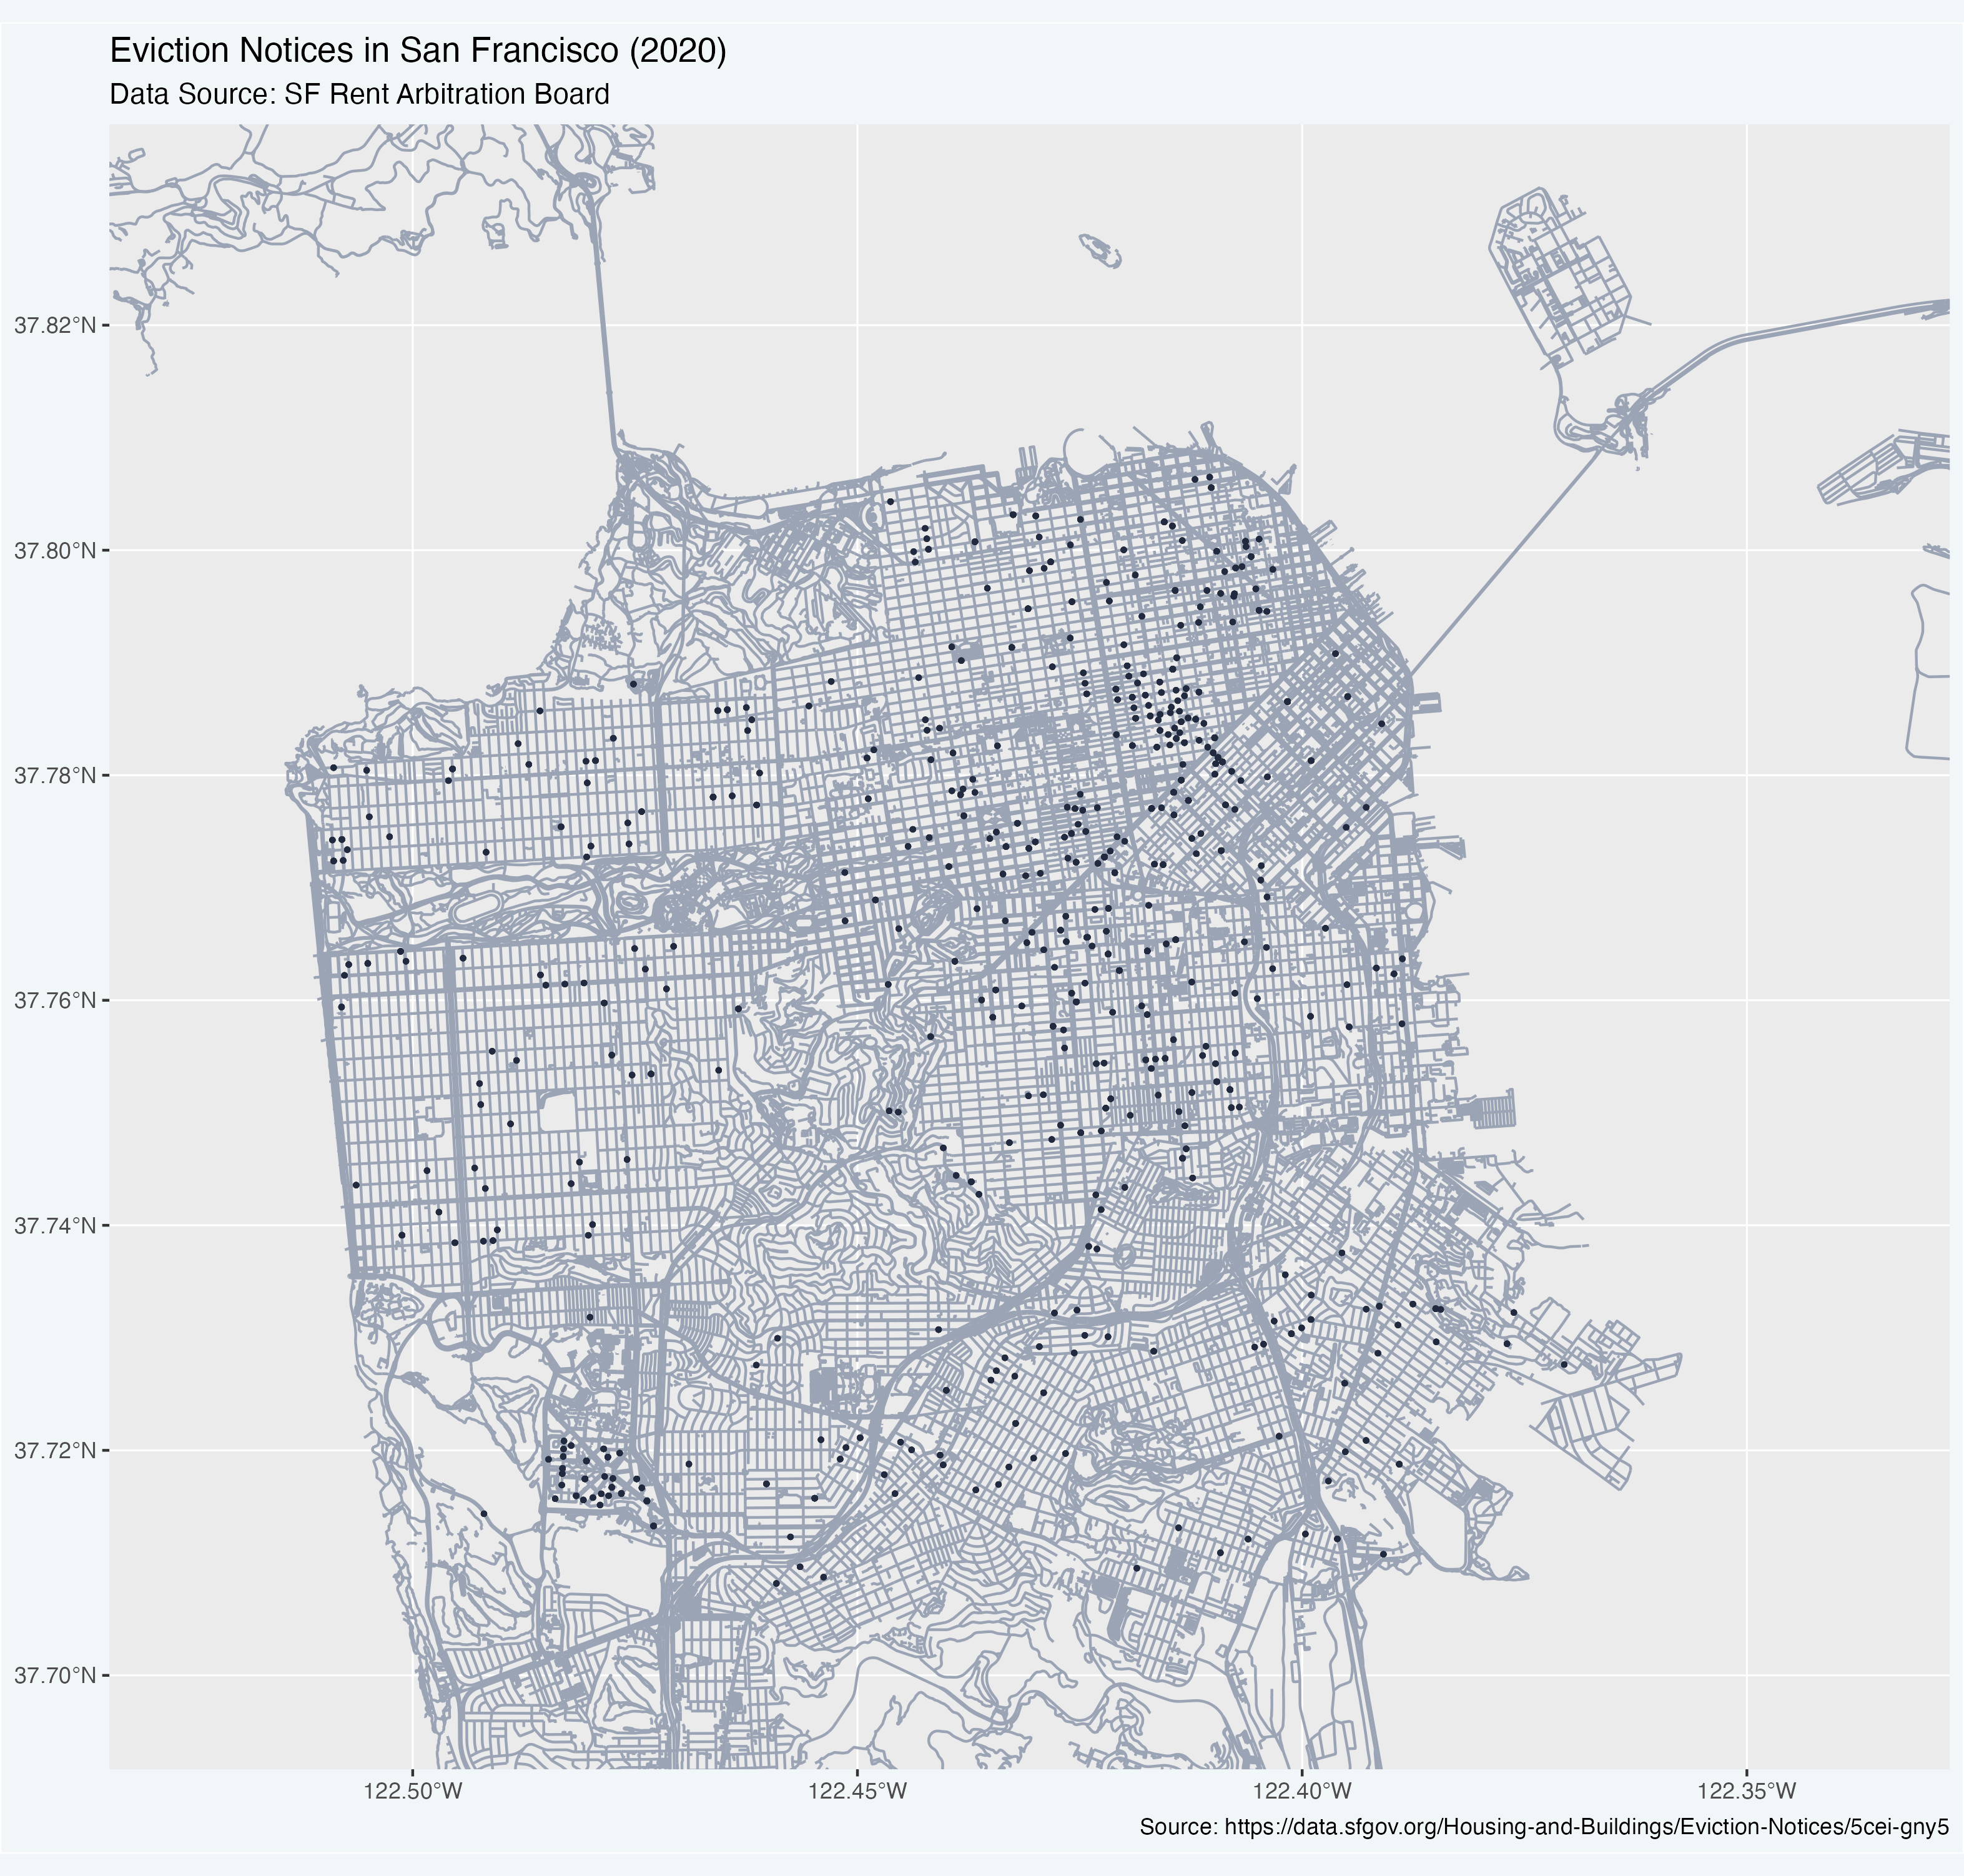 Eviction Notices in San Francisco (2020)
Data Source: SF Rent Arbitration Board
37.82°N
37.80°N
37.78°N
37.76°N
37.74°N
37.72°N
37.70°N
122.50°W
122.45°W
122.40°W
122.35°W
Source: https://data.sfgov.org/Housing-and-Buildings/Eviction-Notices/5cei-gny5